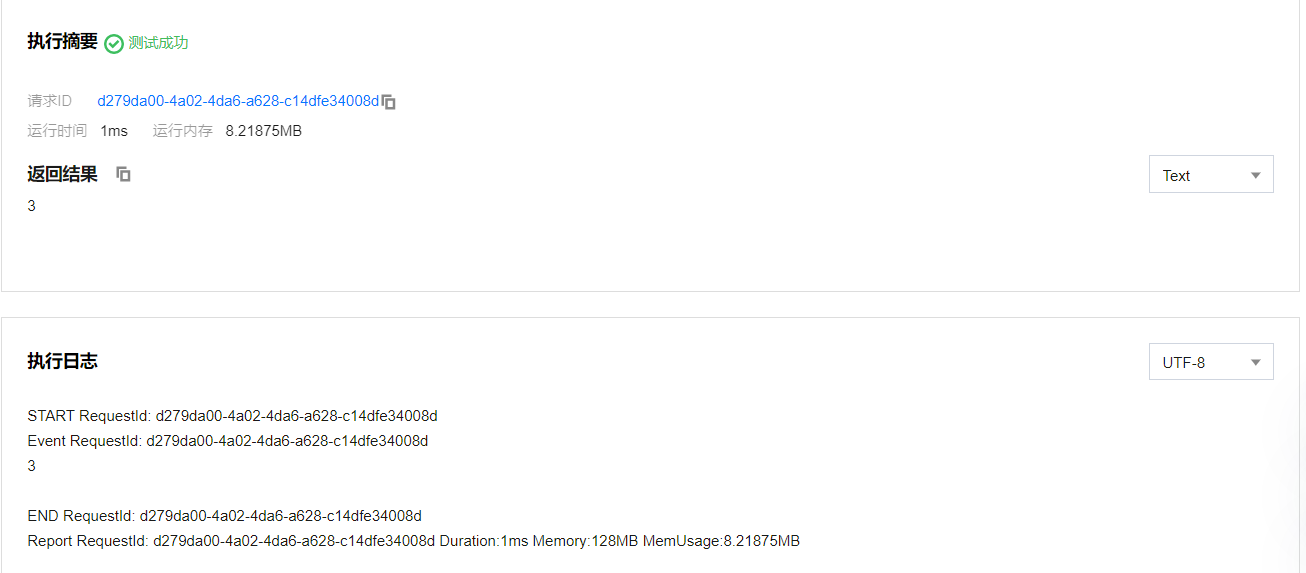 执行摘要 测试成功
请求ID d279da00-4a02-4da6-a628-c14dfe34008d
运行时间 1ms 运行内存 8.21875MB
返回结果 Text
3
执行日志 UTF-8
START RequestId: d279da00-4a02-4da6-a628-c14dfe34008d
Event RequestId: d279da00-4a02-4da6-a628-c14dfe34008d
3
END RequestId: d279da00-4a02-4da6-a628-c14dfe34008d
Report RequestId: d279da00-4a02-4da6-a628-c14dfe34008d Duration:1ms Memory:128MB MemUsage:8.21875MB